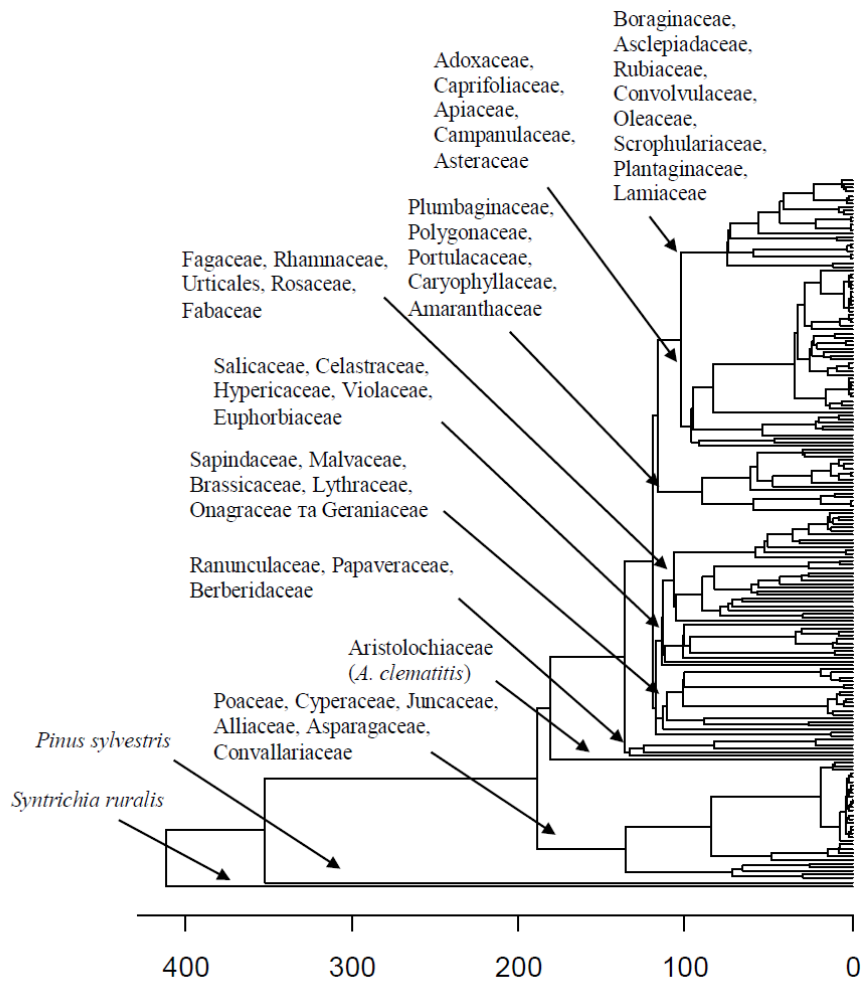 Boraginaceae,
Asclepiadaceae,
Rubiaceae,
Convolvulaceae,
Oleaceae,
Scrophulariaceae,
Plantaginaceae,
Lamiaceae
Adoxaceae,
Caprifoliaceae,
Apiaceae,
Campanulaceae,
Asteraceae
Plumbaginaceae,
Polygonaceae,
Portulacaceae,
Caryophyllaceae,
Amaranthaceae
Fagaceae, Rhamnaceae,
Urticales, Rosaceae,
Fabaceae
Salicaceae, Celastraceae,
Hypericaceae, Violaceae,
Euphorbiaceae
Sapindaceae, Malvaceae,
Brassicaceae, Lythraceae,
Onagraceae та Geraniaceae
Ranunculaceae, Papaveraceae,
Berberidaceae
Aristolochiaceae
(A. clematitis)
Poaceae, Cyperaceae, Juncaceae,
Alliaceae, Asparagaceae,
Convallariaceae
Pinus sylvestris
Syntrichia ruralis
400 300 200 100 0